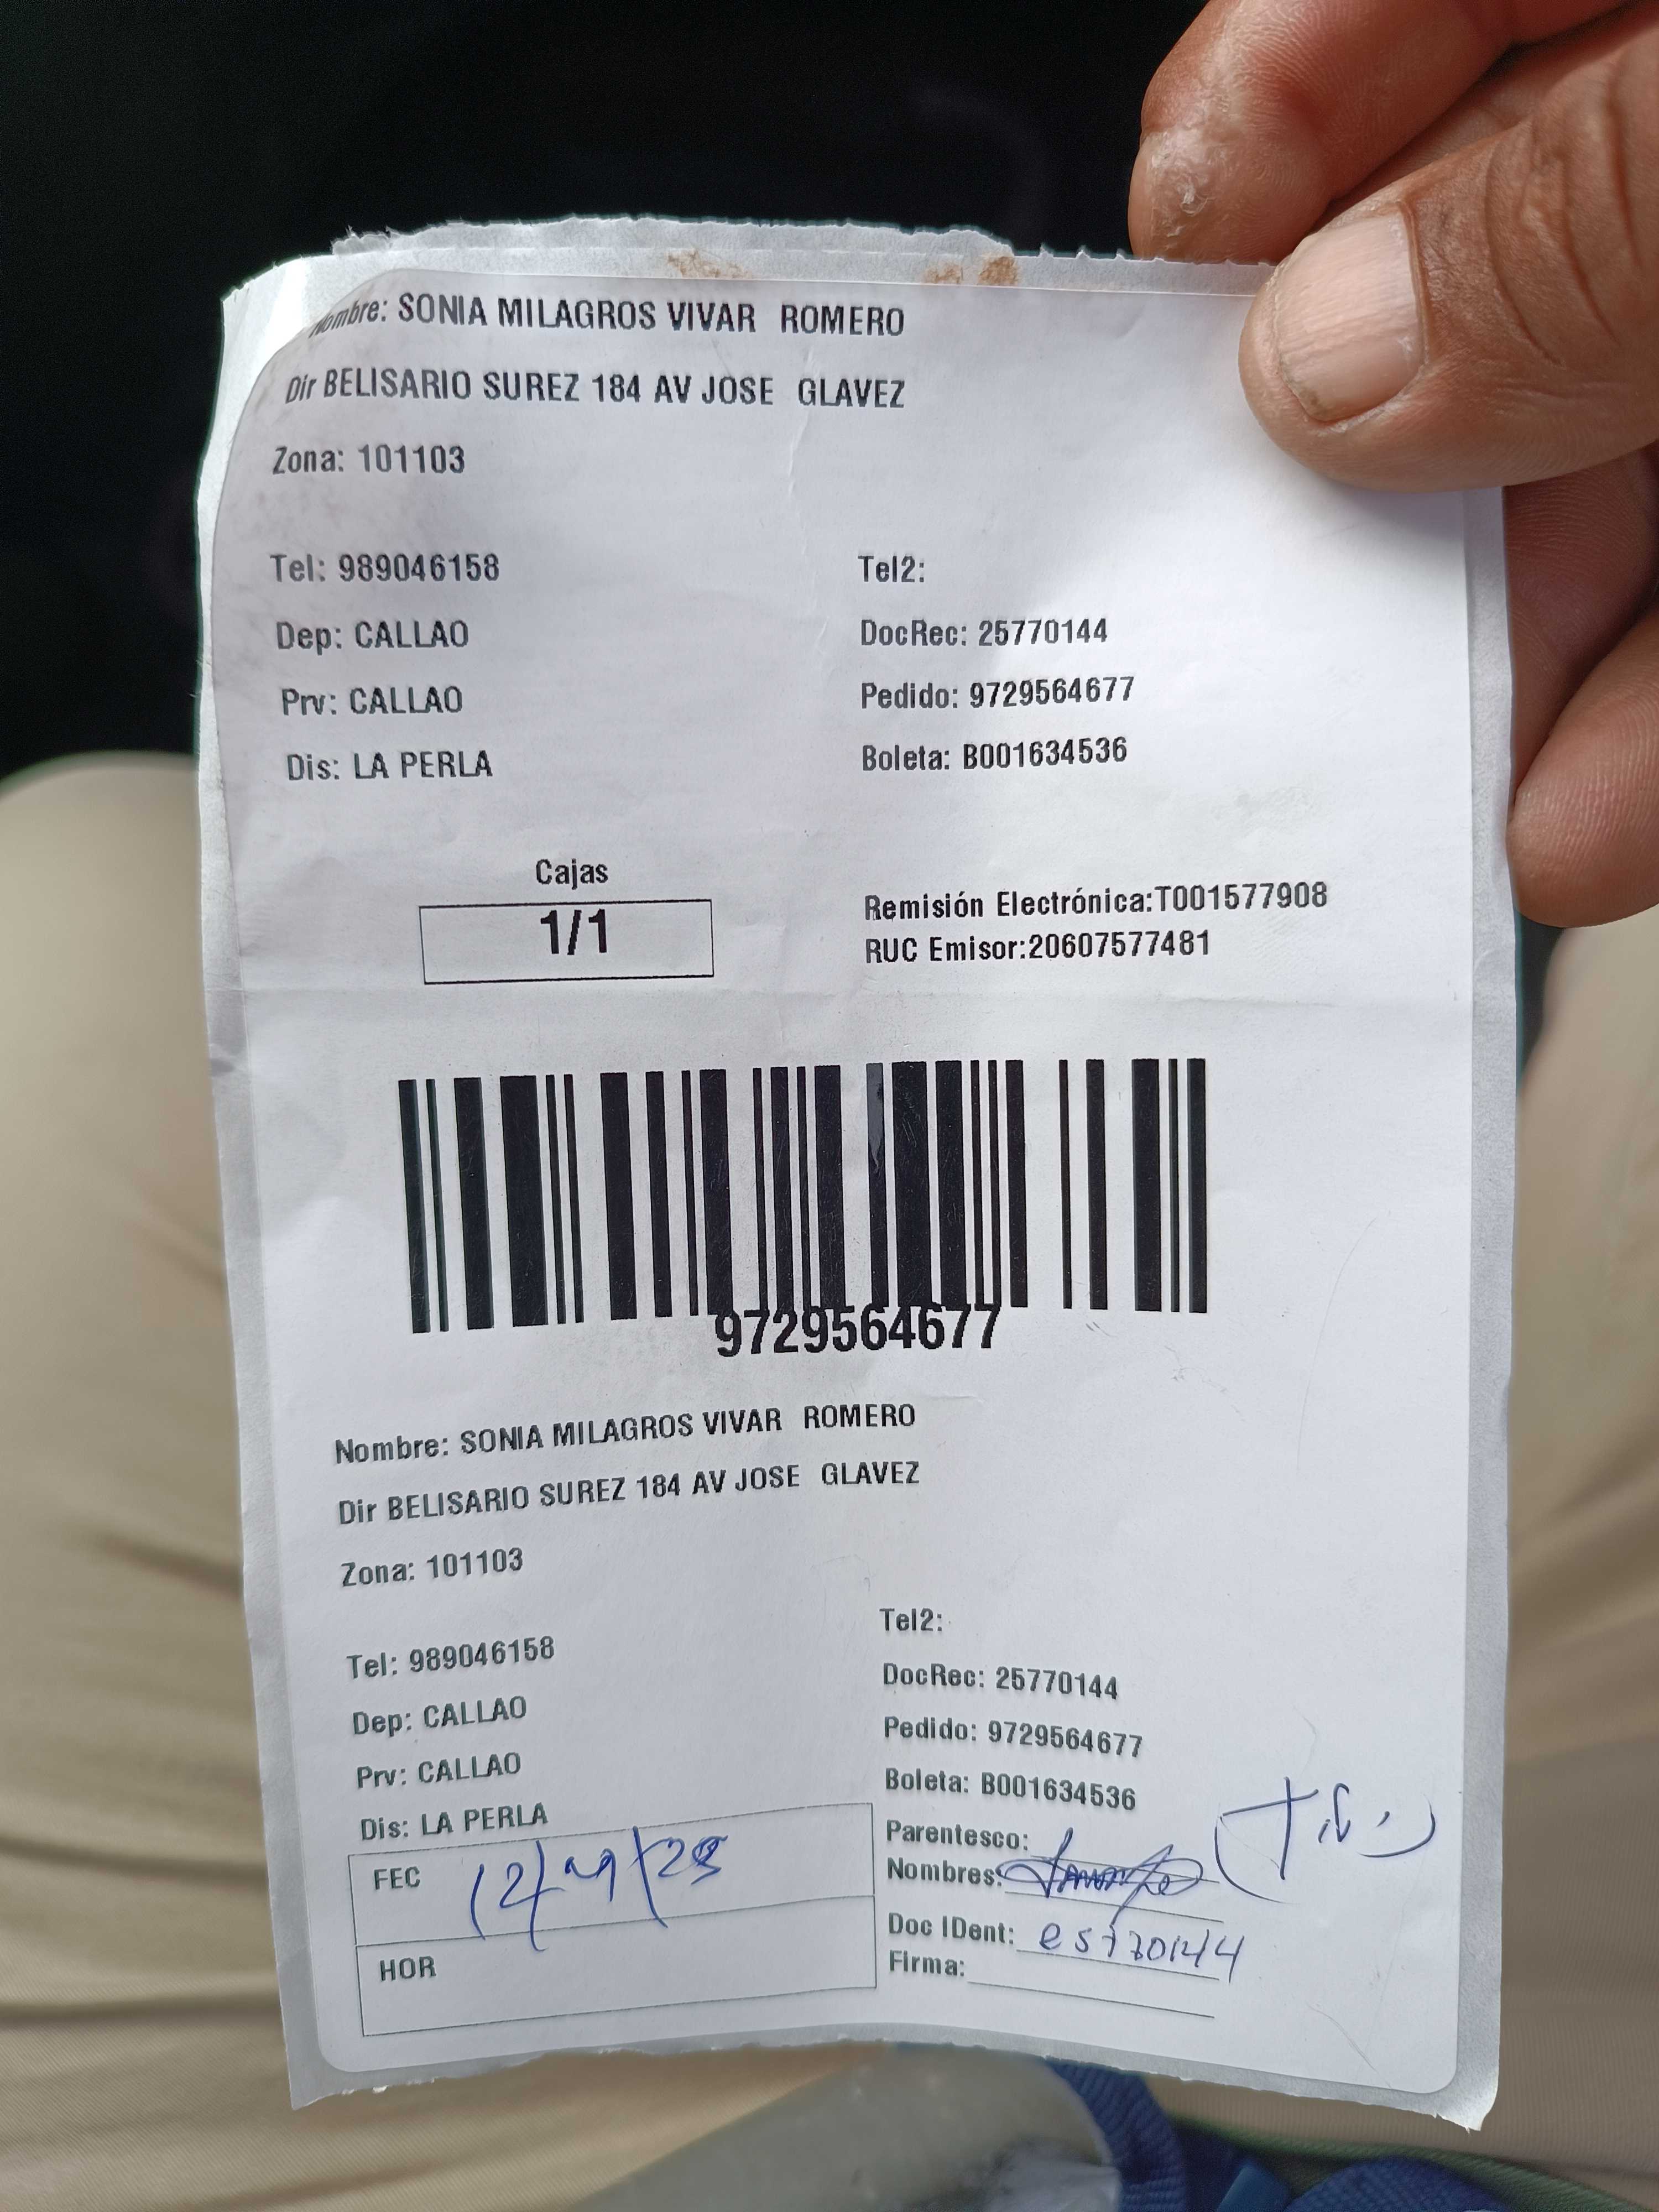 Nombre: SONIA MILAGROS VIVAR ROMERO
Dir BELISARIO SUREZ 184 AV JOSE GLAVEZ
Zona: 101103
Tel: 989046158 Tel2:
Dep: CALLAO DocRec: 25770144
Prv: CALLAO Pedido: 9729564677
Dis: LA PERLA Boleta: B001634536
Cajas
1/1
Remisión Electrónica:T001577908
RUC Emisor:20607577481
9729564677
Nombre: SONIA MILAGROS VIVAR ROMERO
Dir BELISARIO SUREZ 184 AV JOSE GLAVEZ
Zona: 101103
Tel2:
Tel: 989046158 DocRec: 25770144
Dep: CALLAO Pedido: 9729564677
Prv: CALLAO Boleta: B001634536
Dis: LA PERLA Parentesco:
FEC Nombres:
Doc IDent:
HOR Firma: